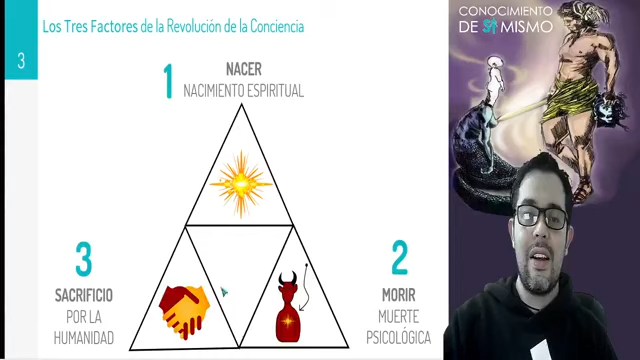 Los Tres Factores de la Revolución de la Conciencia
3
1
NACER
NACIMIENTO ESPIRITUAL
3
SACRIFICIO
POR LA
HUMANIDAD
2
MORIR
MUERTE
PSICOLÓGICA
CONOCIMIENTO
DE SÍ MISMO